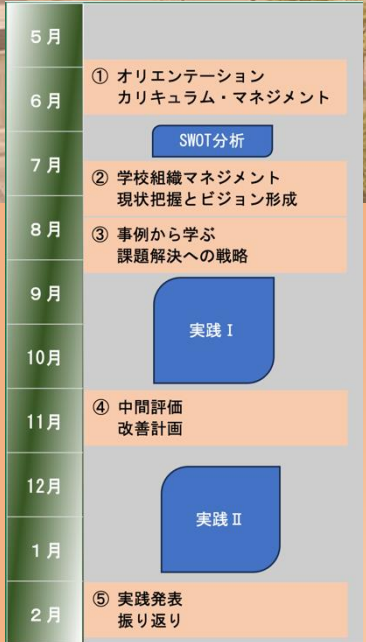 5月
① オリエンテーション
6月
カリキュラム・マネジメント
SWOT分析
7月
② 学校組織マネジメント
現状把握とビジョン形成
8月
③ 事例から学ぶ
課題解決への戦略
9月
実践Ⅰ
10月
④ 中間評価
11月
改善計画
12月
実践Ⅱ
1月
⑤ 実践発表
2月
振り返り